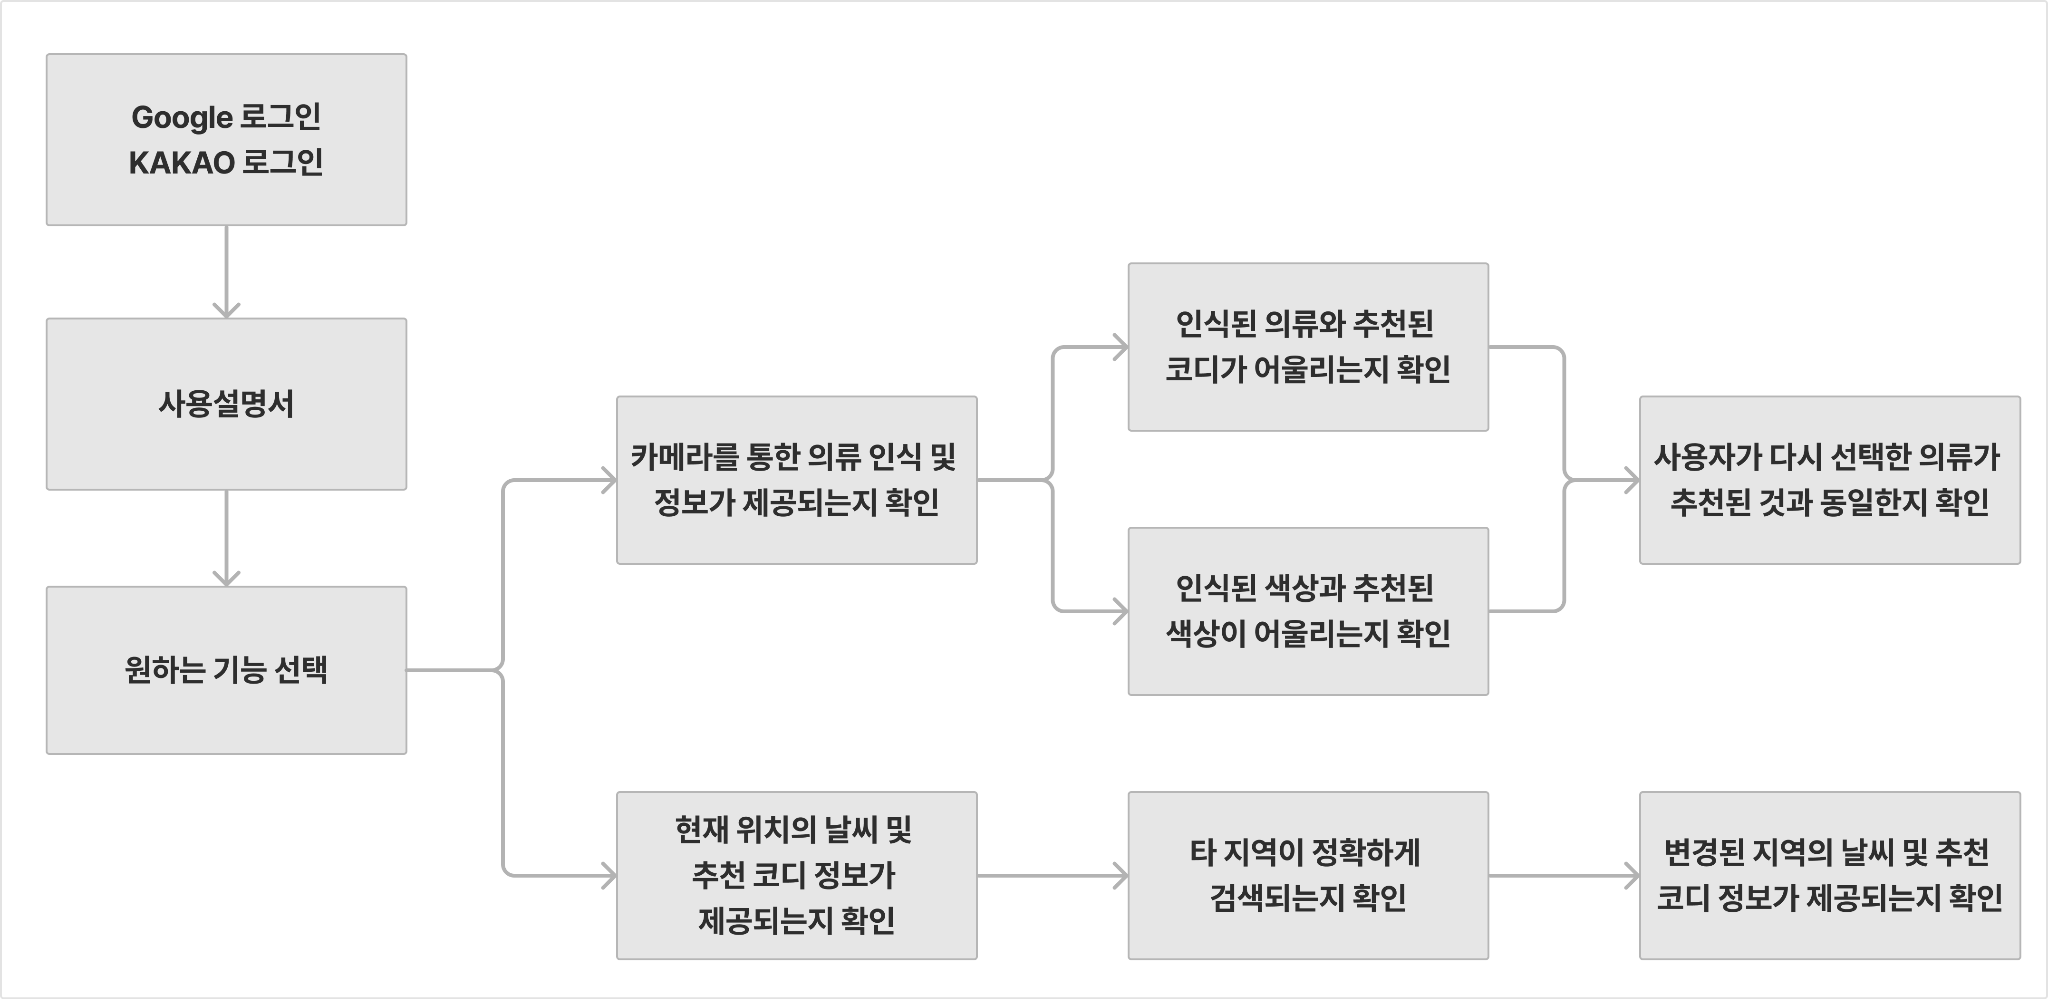 Google 로그인
KAKAO 로그인
사용설명서
원하는 기능 선택
카메라를 통한 의류 인식 및
정보가 제공되는지 확인
인식된 의류와 추천된
코디가 어울리는지 확인
인식된 색상과 추천된
색상이 어울리는지 확인
사용자가 다시 선택한 의류가
추천된 것과 동일한지 확인
현재 위치의 날씨 및
추천 코디 정보가
제공되는지 확인
타 지역이 정확하게
검색되는지 확인
변경된 지역의 날씨 및 추천
코디 정보가 제공되는지 확인